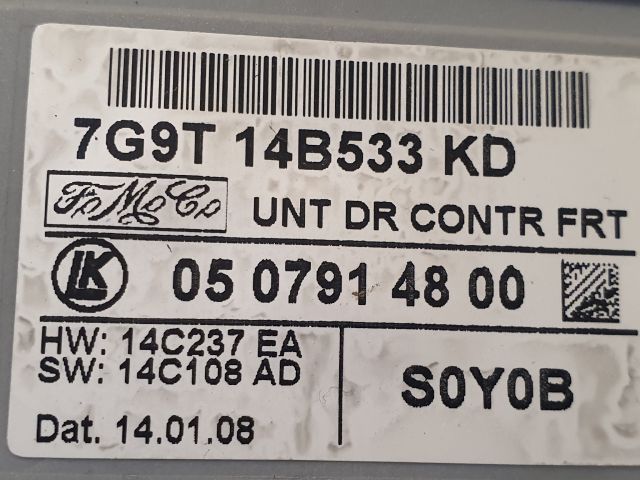 7G9T 14B533 KD
FoMoCo
UNT DR CONTR FRT
LK
05 0791 48 00
HW: 14C237 EA
SW: 14C108 AD
S0Y0B
Dat. 14.01.08